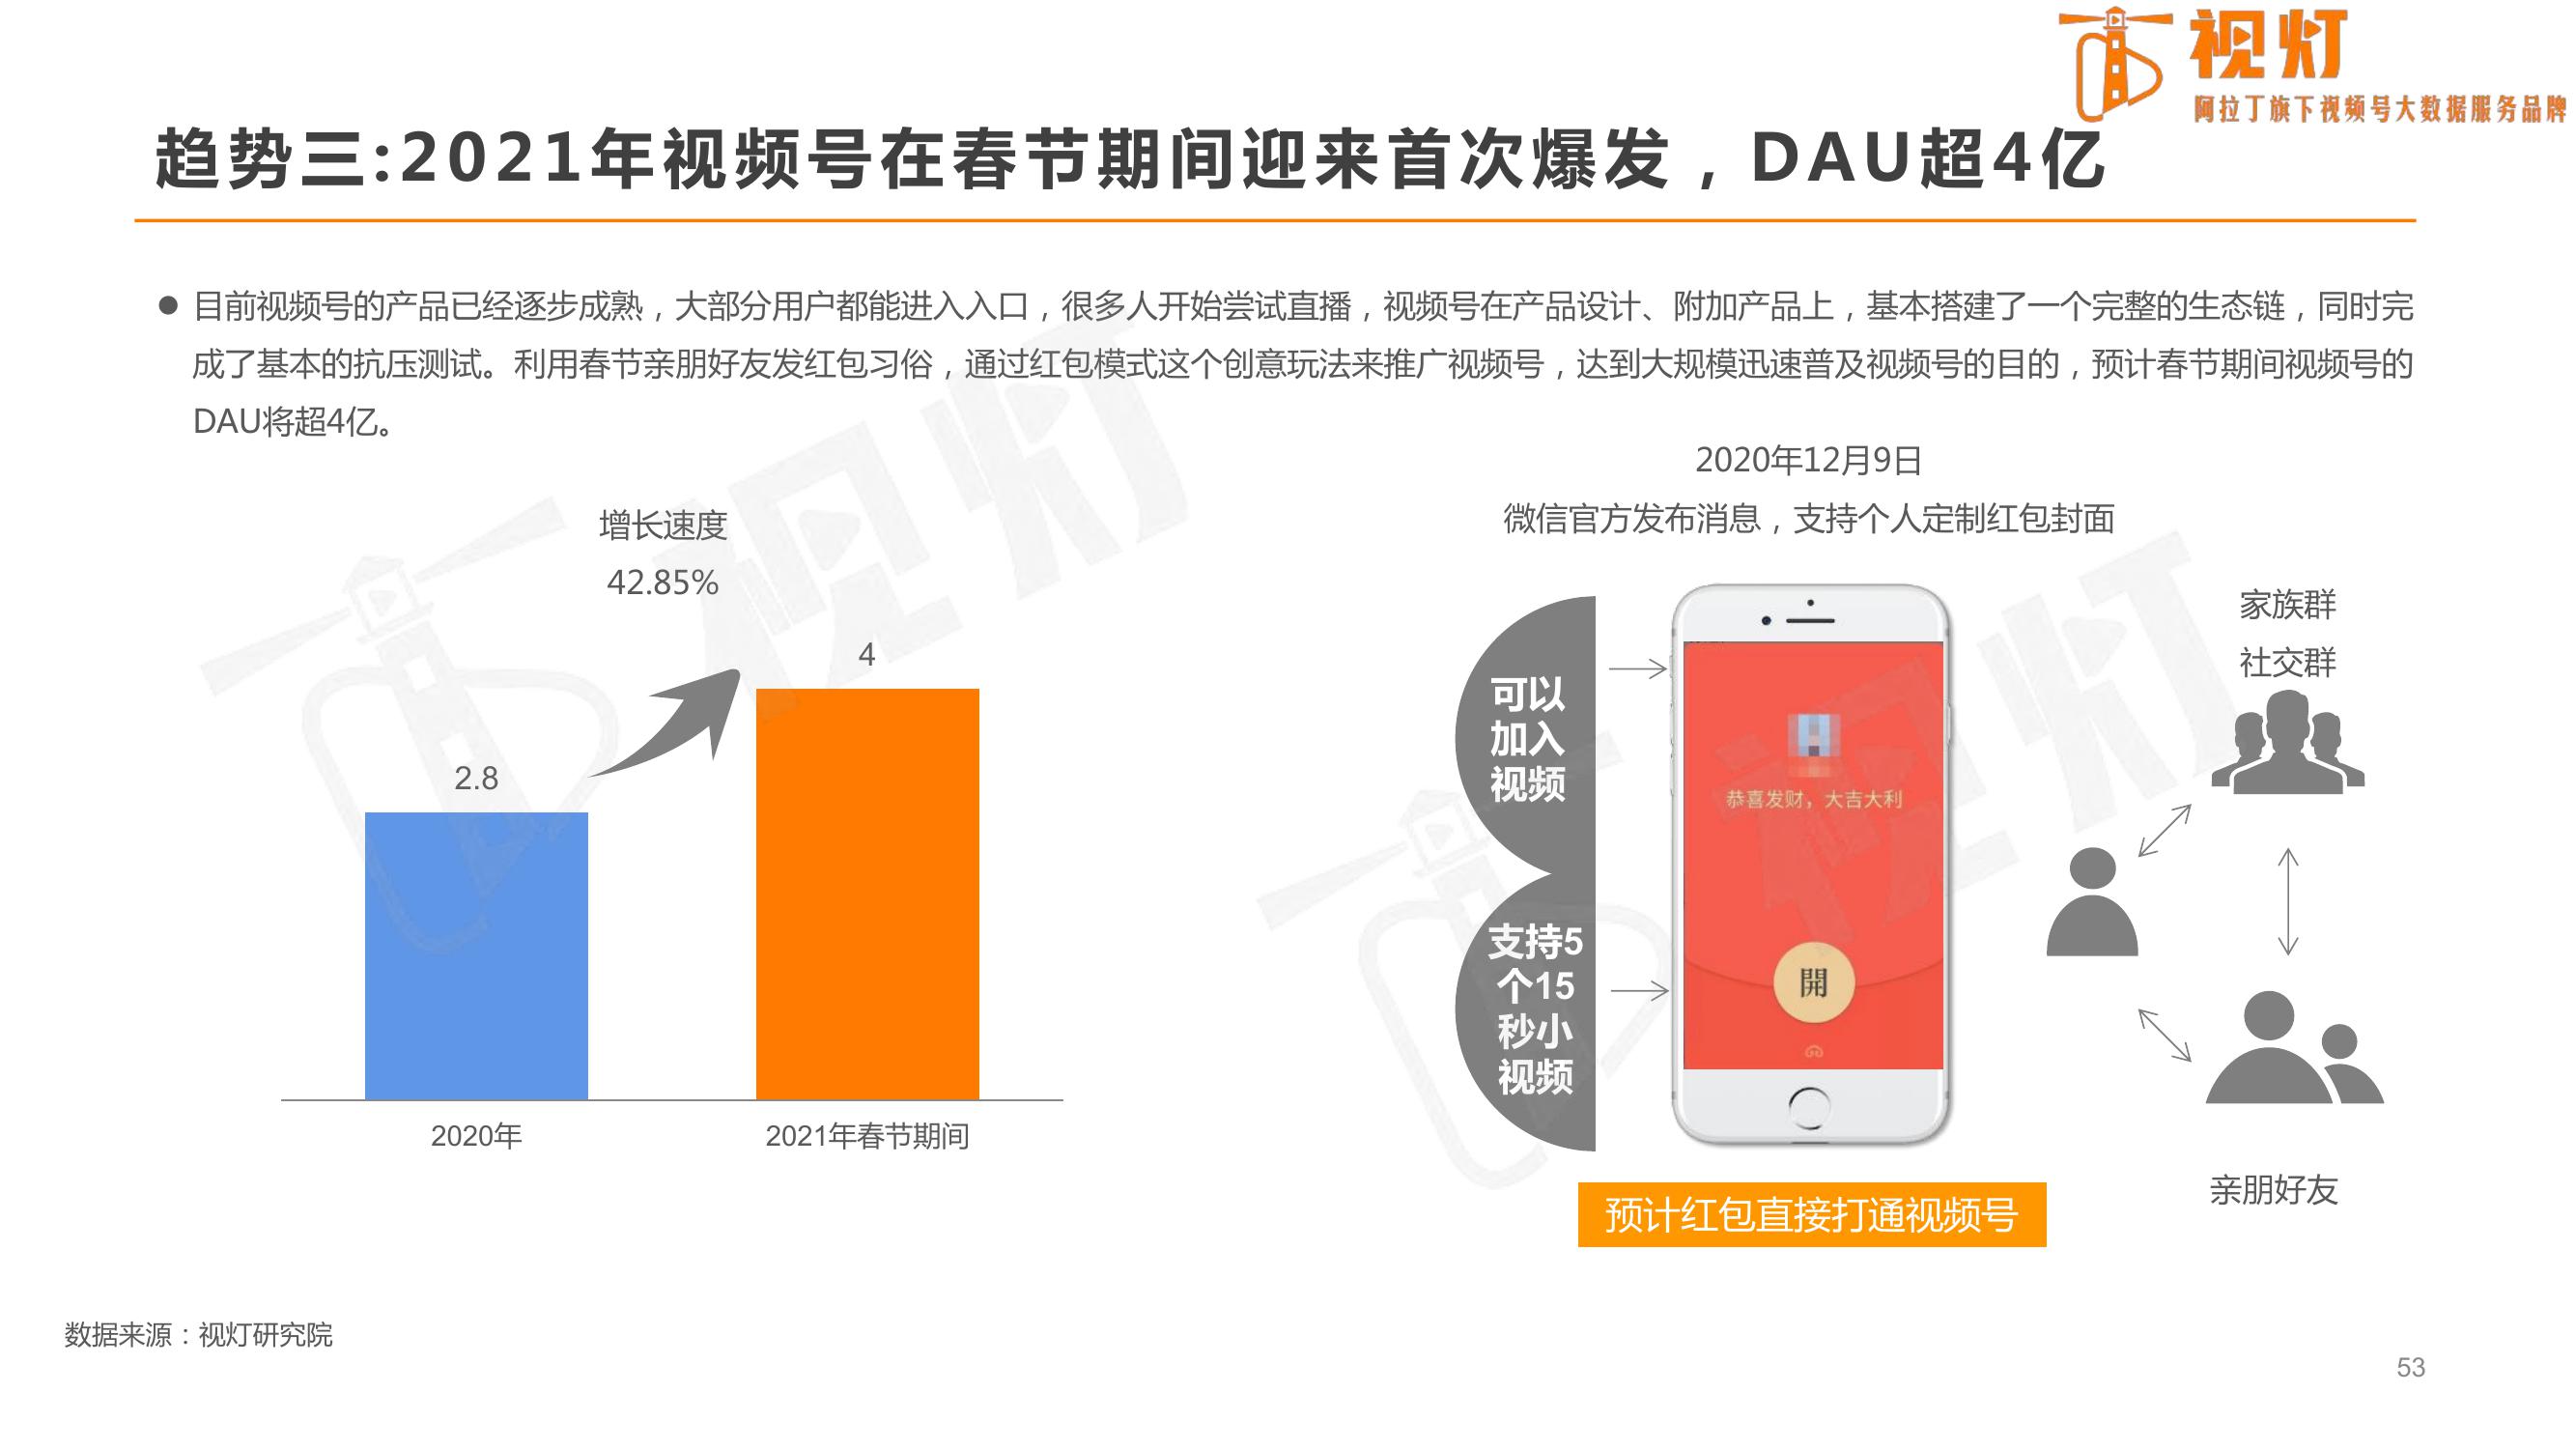 视灯
阿拉丁旗下视频号大数据服务品牌
趋势三:2021年视频号在春节期间迎来首次爆发，DAU超4亿
● 目前视频号的产品已经逐步成熟，大部分用户都能进入入口，很多人开始尝试直播，视频号在产品设计、附加产品上，基本搭建了一个完整的生态链，同时完
成了基本的抗压测试。利用春节亲朋好友发红包习俗，通过红包模式这个创意玩法来推广视频号，达到大规模迅速普及视频号的目的，预计春节期间视频号的
DAU将超4亿。
增长速度
42.85%
2.8
4
2020年
2021年春节期间
2020年12月9日
微信官方发布消息，支持个人定制红包封面
可以
加入
视频
支持5
个15
秒小
视频
恭喜发财，大吉大利
開
家族群
社交群
亲朋好友
预计红包直接打通视频号
数据来源：视灯研究院
53
视灯
视灯